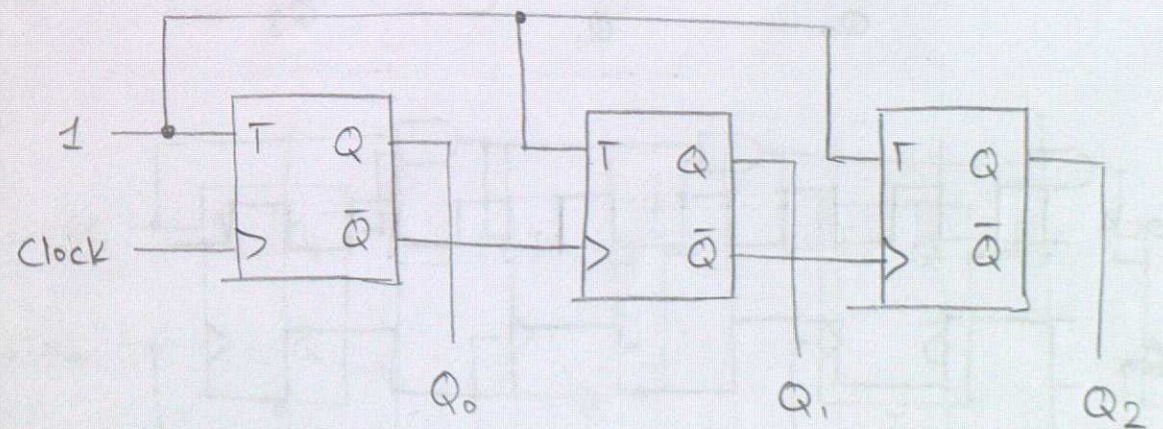 1 T Q T Q T Q
Clock Q̅ Q̅ Q̅
Q₀ Q₁ Q₂